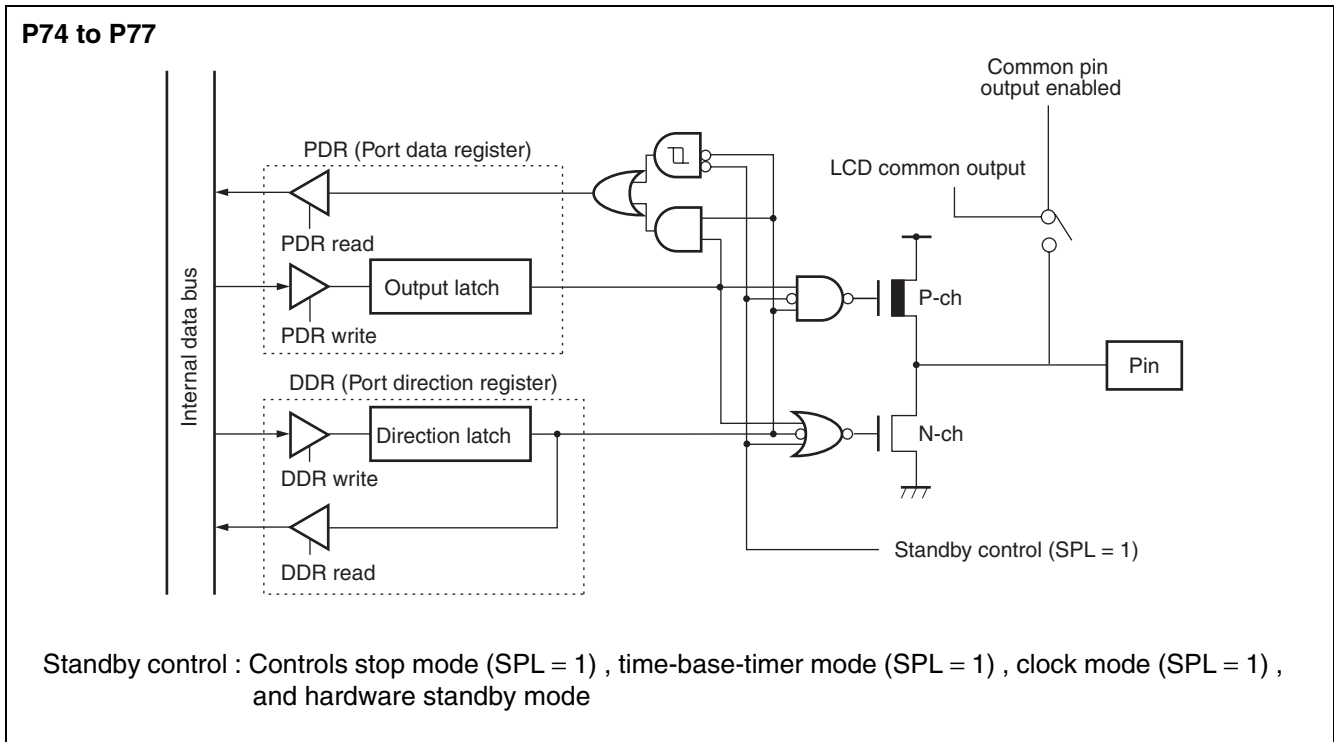 P74 to P77
Common pin
output enabled
PDR (Port data register)
LCD common output
PDR read
Internal data bus
Output latch
P-ch
PDR write
Pin
DDR (Port direction register)
Direction latch
N-ch
DDR write
Standby control (SPL = 1)
DDR read
Standby control : Controls stop mode (SPL = 1) , time-base-timer mode (SPL = 1) , clock mode (SPL = 1) ,
and hardware standby mode